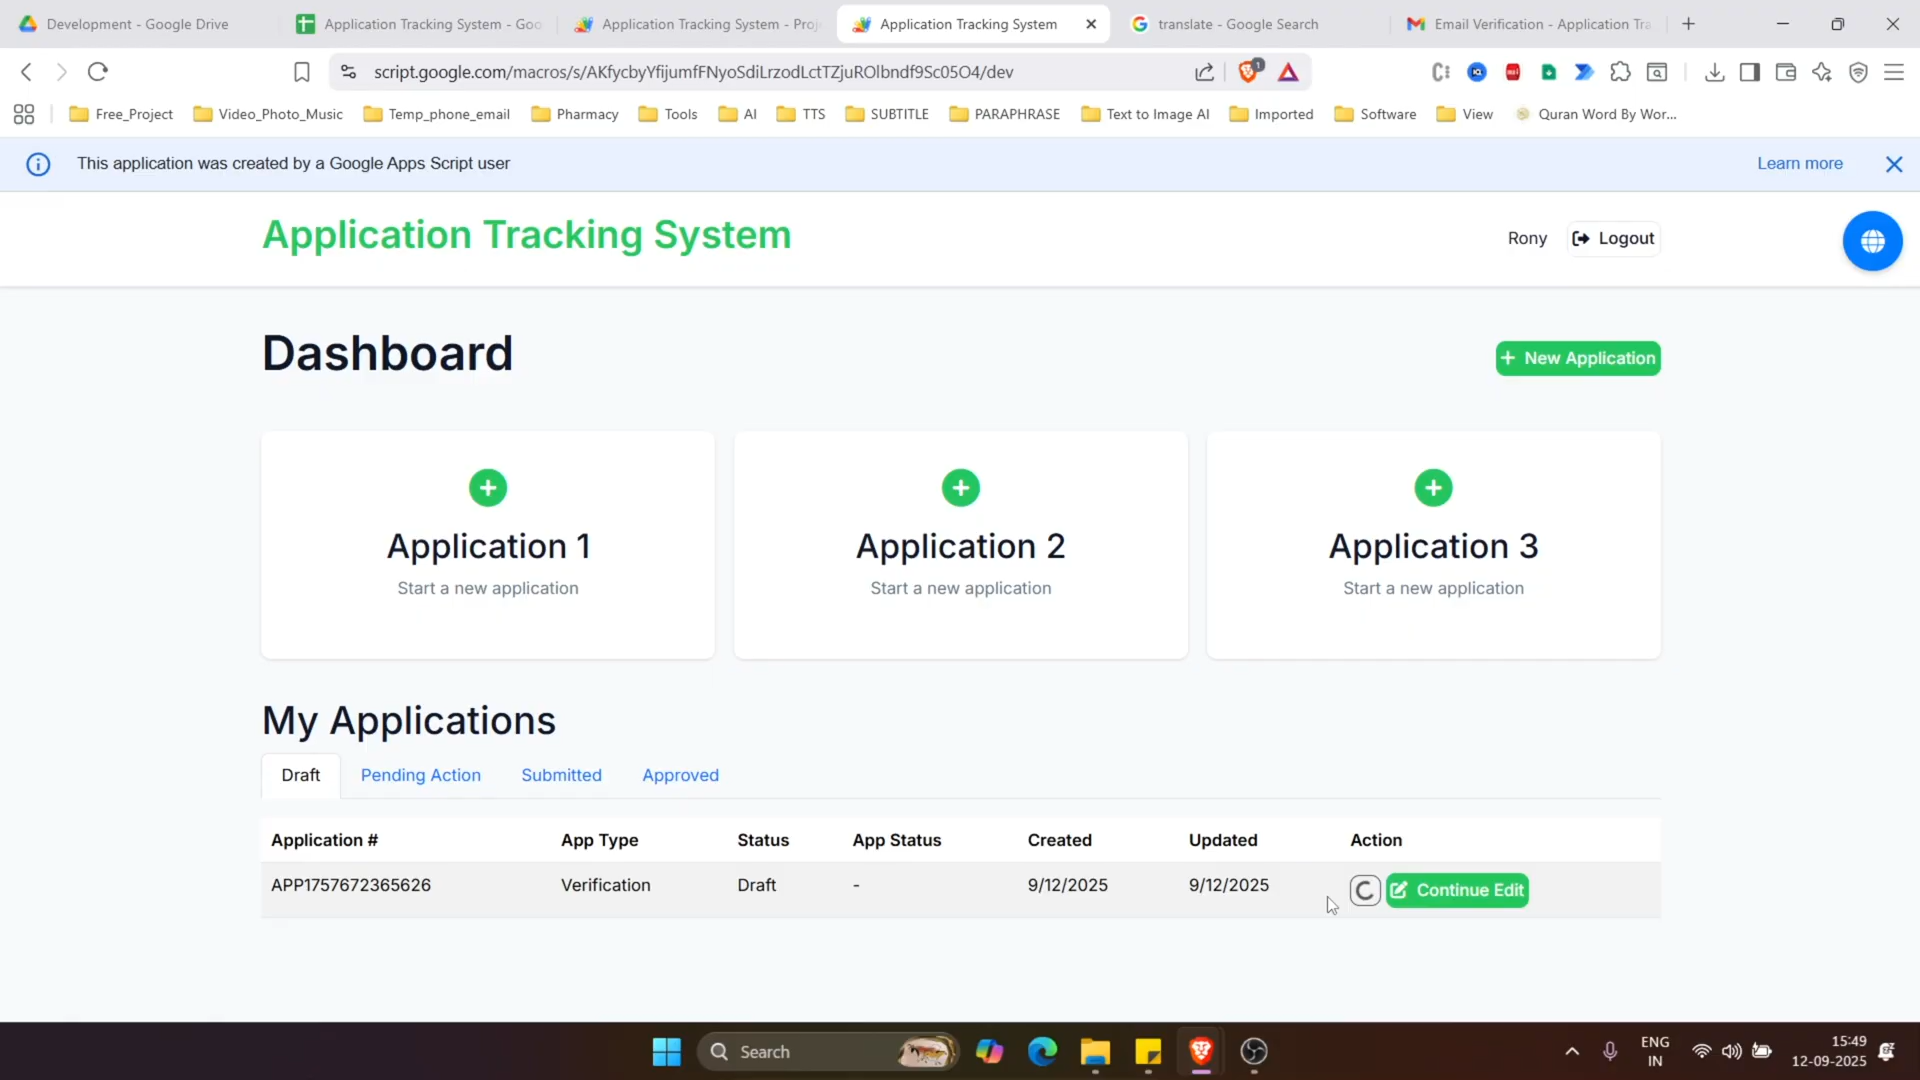 Development - Google Drive
Application Tracking System - Goo
Application Tracking System - Proj
Application Tracking System
translate - Google Search
Email Verification - Application Tra
script.google.com/macros/s/AKfycbyYfijumfFNyoSdiLrzodLctTZjuROlbndf9Sc05O4/dev
1
Free_Project
Video_Photo_Music
Temp_phone_email
Pharmacy
Tools
AI
TTS
SUBTITLE
PARAPHRASE
Text to Image AI
Imported
Software
View
Quran Word By Wor...
This application was created by a Google Apps Script user
Learn more
Application Tracking System
Rony
Logout
Dashboard
New Application
Application 1
Start a new application
Application 2
Start a new application
Application 3
Start a new application
My Applications
Draft
Pending Action
Submitted
Approved
Application # App Type Status App Status Created Updated Action
APP1757672365626 Verification Draft - 9/12/2025 9/12/2025 Continue Edit
Search
ENG
IN
15:49
12-09-2025